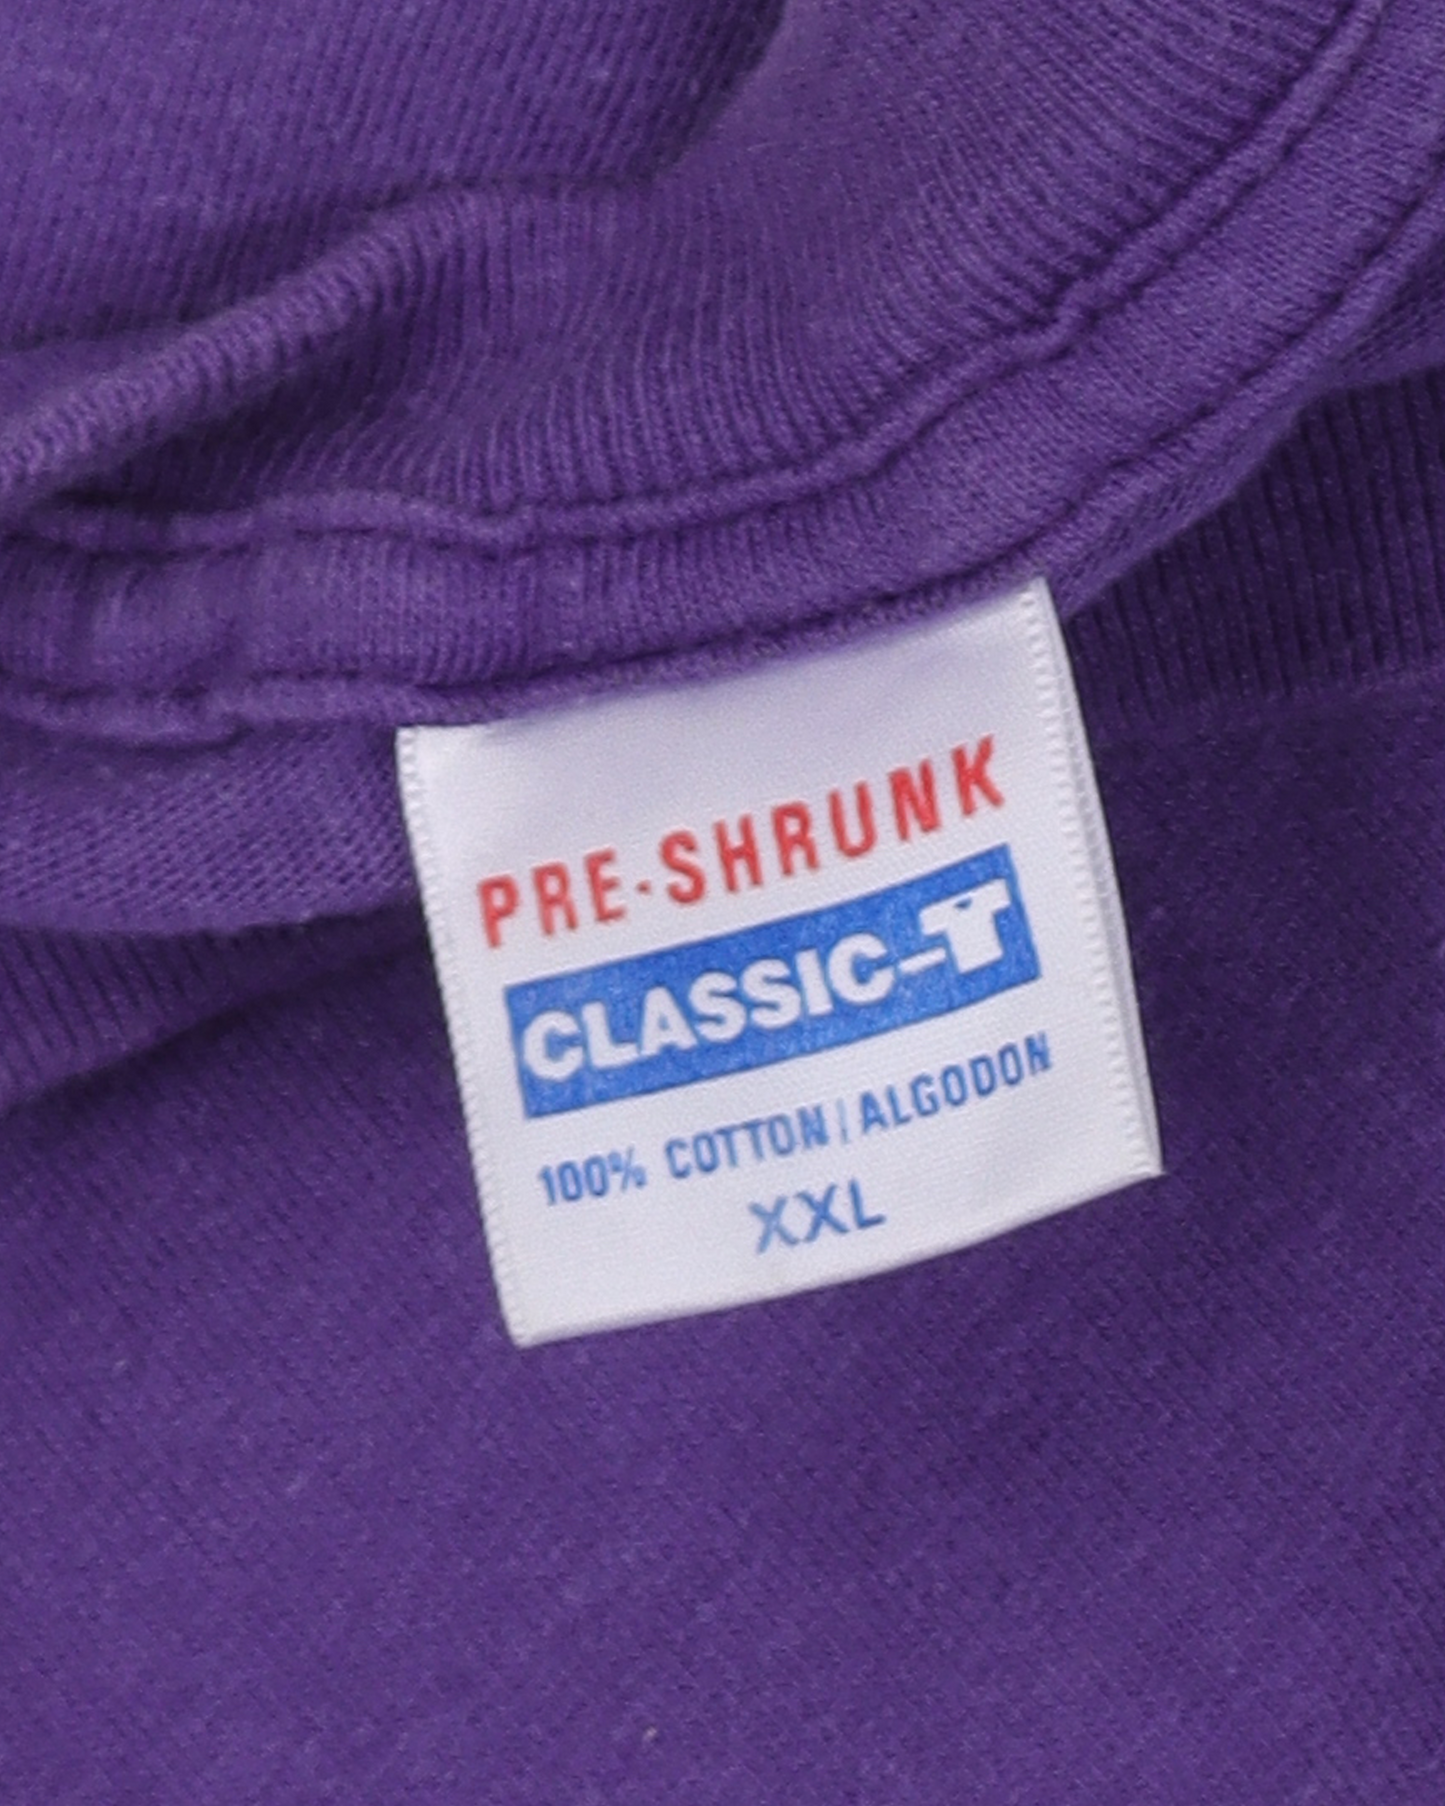 PRE-SHRUNK
CLASSIC-T
100% COTTON/ALGODON
XXL